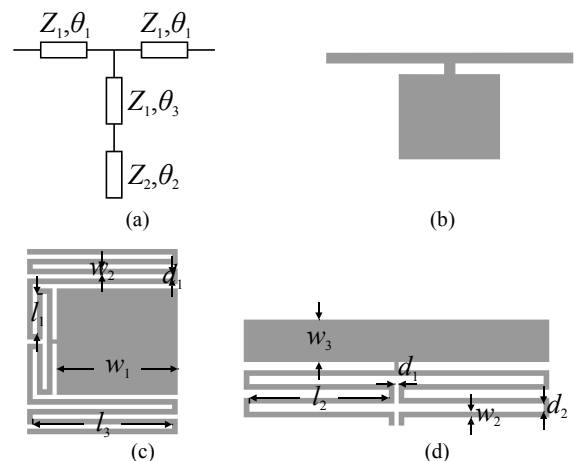 Z₁,θ₁ Z₁,θ₁
Z₁,θ₃
Z₂,θ₂
(a)
(b)
w₂
d₁
l₁
w₁
l₃
(c)
w₃
d₁
l₂
w₂
d₂
(d)